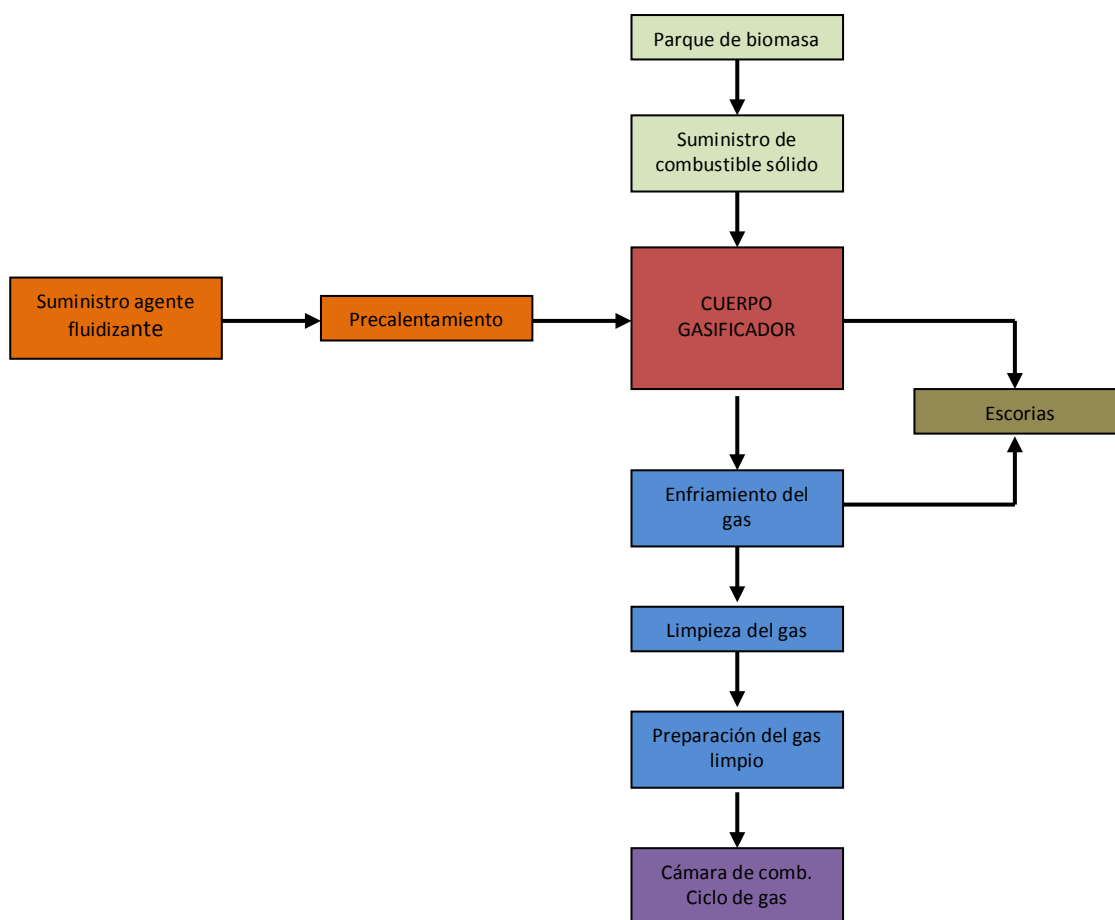 Parque de biomasa
Suministro de
combustible sólido
Suministro agente
fluidizante
Precalentamiento
CUERPO
GASIFICADOR
Escorias
Enfriamiento del
gas
Limpieza del gas
Preparación del gas
limpio
Cámara de comb.
Ciclo de gas